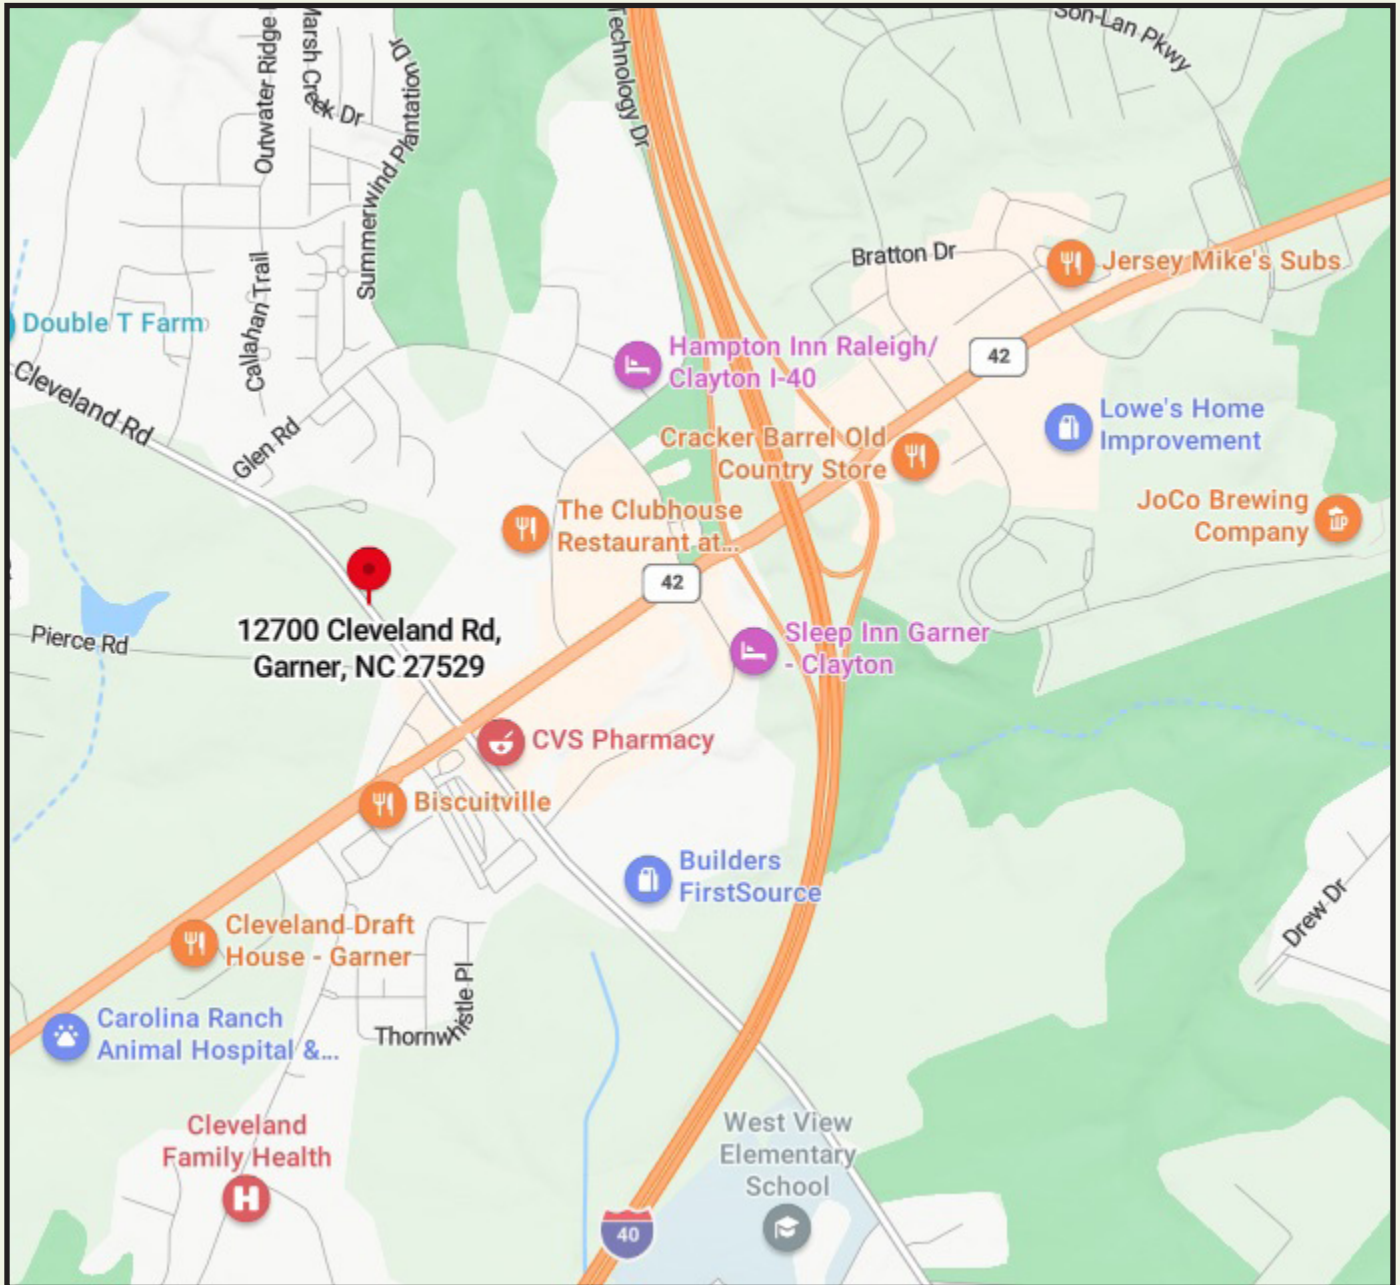 Technology Dr
Son-Lan Pkwy
Outwater Ridge
Marsh Creek Dr
Summerwind Plantation Dr
Callahan Trail
Bratton Dr
Jersey Mike's Subs
Double T Farm
Hampton Inn Raleigh/
Clayton I-40
42
Cleveland Rd
Glen Rd
Cracker Barrel Old
Country Store
Lowe's Home
Improvement
The Clubhouse
Restaurant at...
JoCo Brewing
Company
42
12700 Cleveland Rd,
Garner, NC 27529
Pierce Rd
Sleep Inn Garner
- Clayton
CVS Pharmacy
Biscuitville
Builders
FirstSource
Cleveland Draft
House - Garner
Drew Dr
Thornwhistle Pl
Carolina Ranch
Animal Hospital &...
Cleveland
Family Health
H
West View
Elementary
School
40